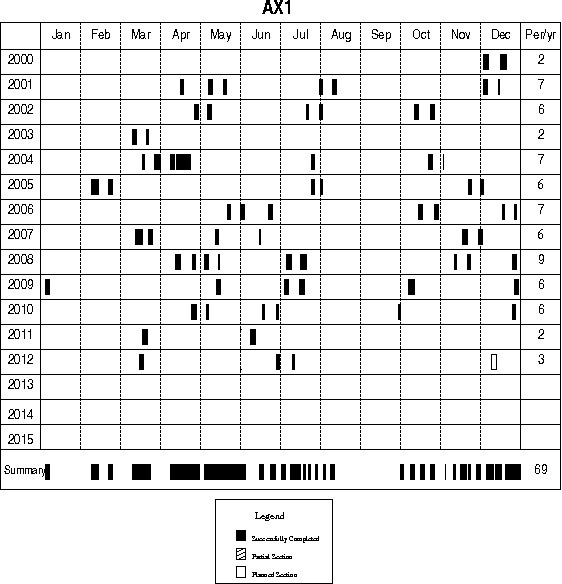 AX1
Jan Feb Mar Apr May Jun Jul Aug Sep Oct Nov Dec Per/yr
2000 2
2001 7
2002 6
2003 2
2004 7
2005 6
2006 7
2007 6
2008 9
2009 6
2010 6
2011 2
2012 3
2013
2014
2015
Summary 69
Legend
Successfully Completed
Partial Section
Planned Section